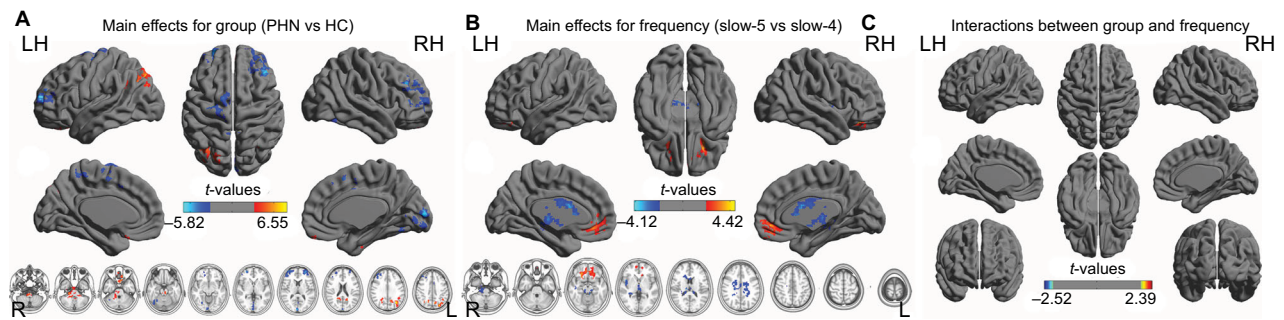 A
Main effects for group (PHN vs HC)
LH
RH
t-values
–5.82
6.55
R
L
B
Main effects for frequency (slow-5 vs slow-4)
LH
RH
t-values
–4.12
4.42
R
L
C
Interactions between group and frequency
LH
RH
t-values
–2.52
2.39